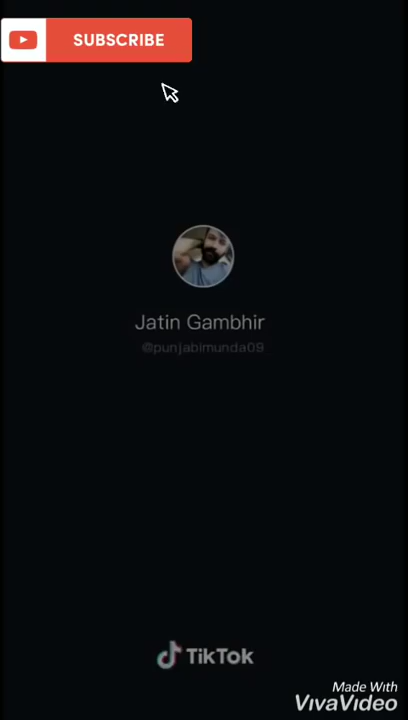 SUBSCRIBE
Jatin Gambhir
@punjabimunda09
TikTok
Made With
VivaVideo